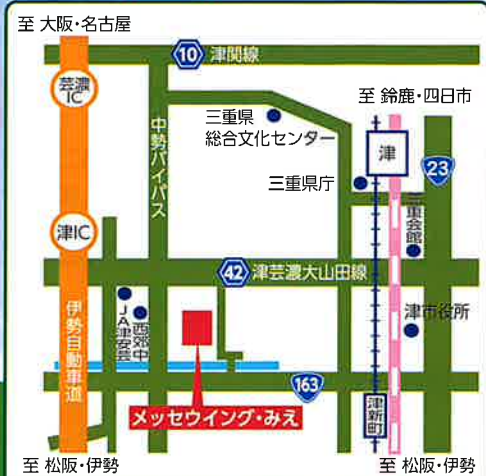 至 大阪・名古屋
10 津関線
芸濃
IC
至 鈴鹿・四日市
三重県
総合文化センター
中勢バイパス
津
三重県庁
23
三重会館
津IC
42 津芸濃大山田線
伊勢自動車道
JA津安芸
西郊中
津市役所
163
津新町
メッセウイング・みえ
至 松阪・伊勢
至 松阪・伊勢